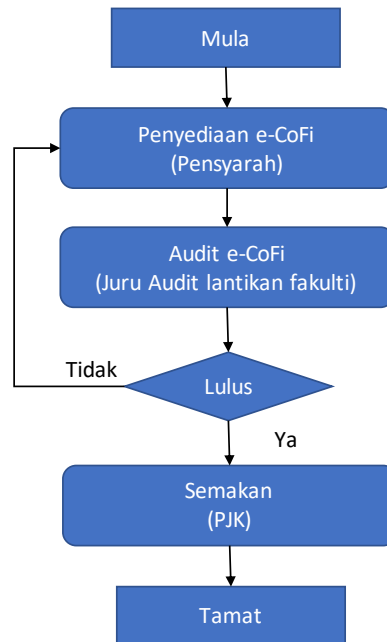 Mula
Penyediaan e-CoFi
(Pensyarah)
Audit e-CoFi
(Juru Audit lantikan fakulti)
Tidak
Lulus
Ya
Semakan
(PJK)
Tamat